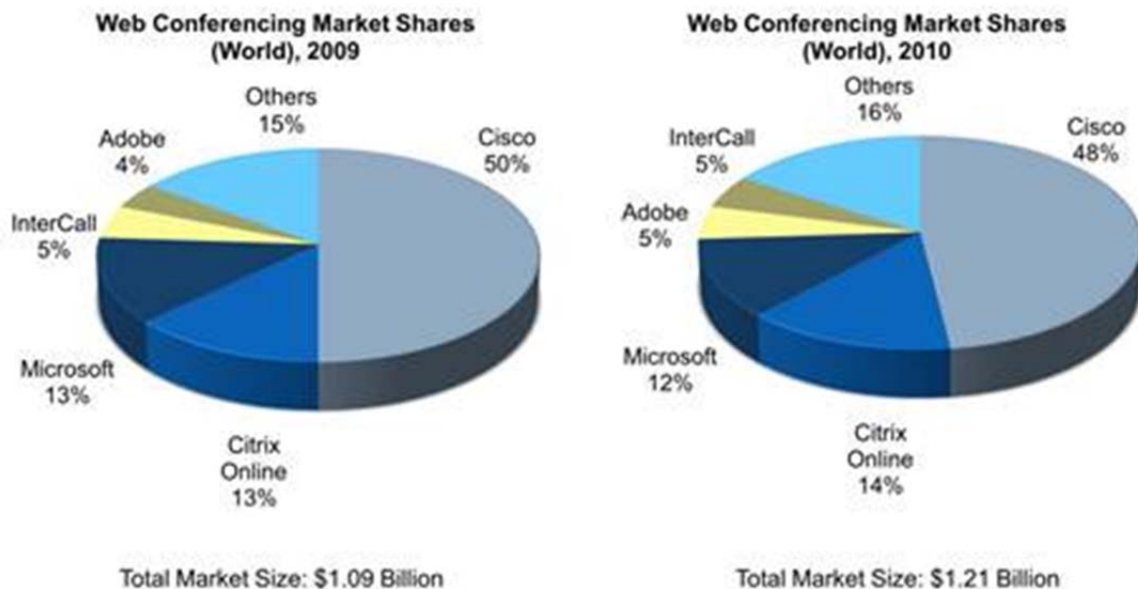 Web Conferencing Market Shares
(World), 2009
Others
15%
Adobe
4%
Cisco
50%
InterCall
5%
Microsoft
13%
Citrix
Online
13%
Total Market Size: $1.09 Billion
Web Conferencing Market Shares
(World), 2010
Others
16%
InterCall
5%
Cisco
48%
Adobe
5%
Microsoft
12%
Citrix
Online
14%
Total Market Size: $1.21 Billion